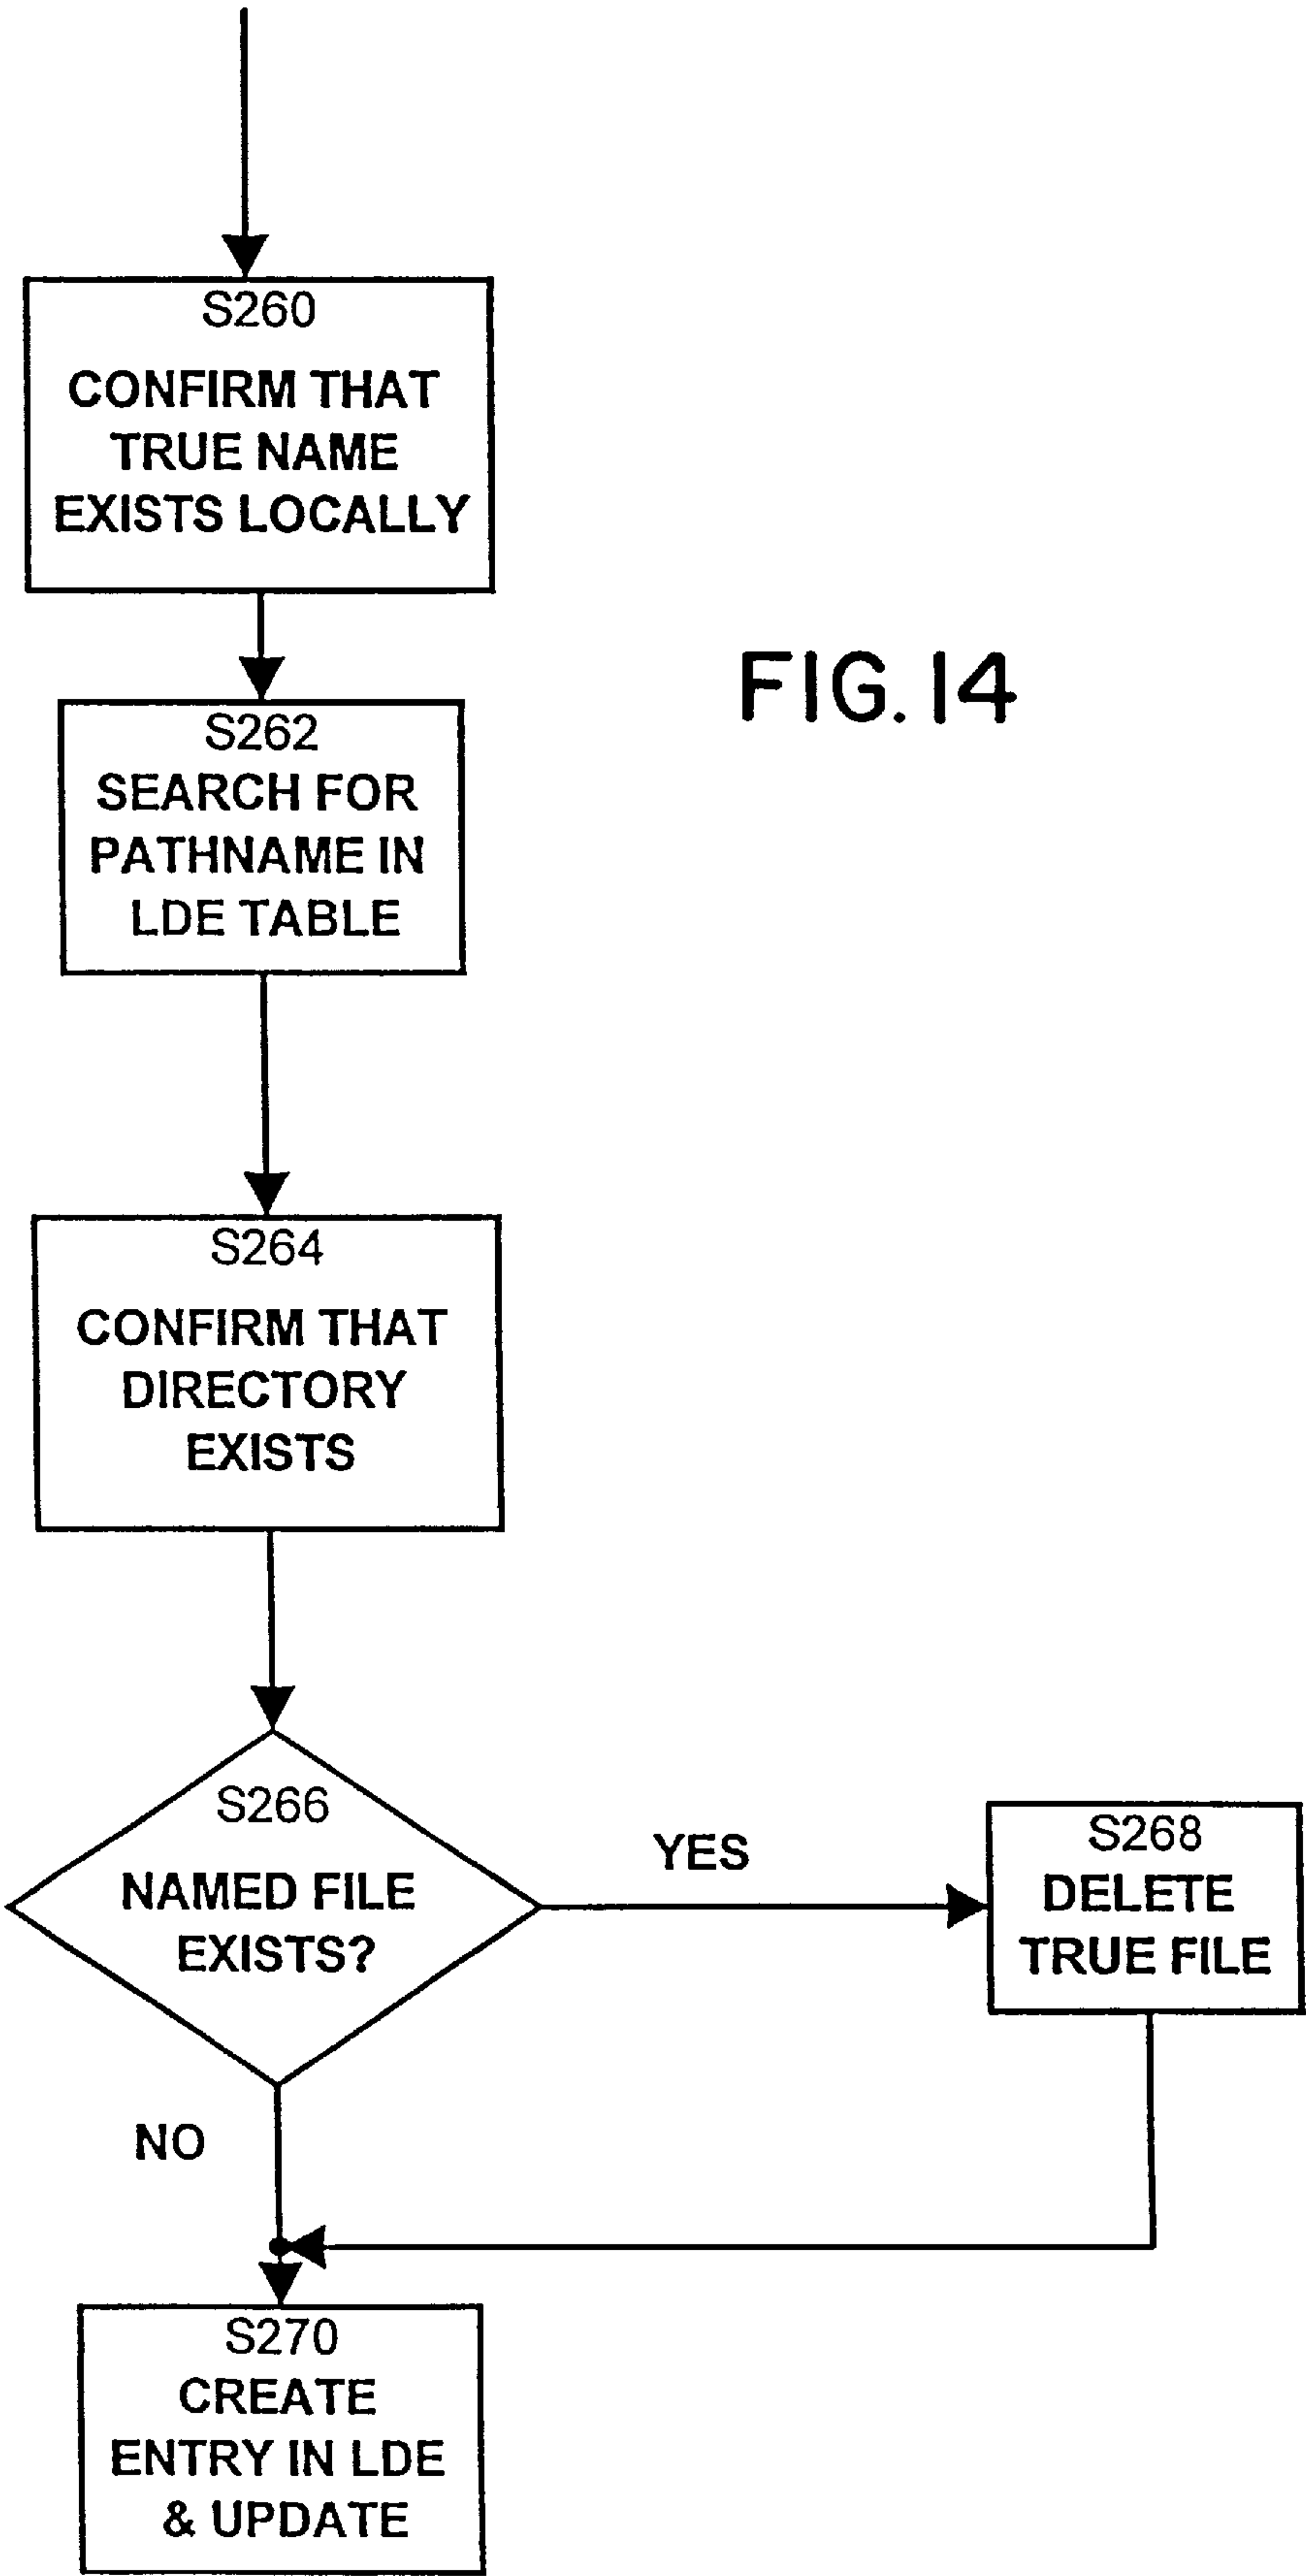 S260
CONFIRM THAT
TRUE NAME
EXISTS LOCALLY
FIG. 14
S262
SEARCH FOR
PATHNAME IN
LDE TABLE
S264
CONFIRM THAT
DIRECTORY
EXISTS
S266
NAMED FILE
EXISTS?
YES
S268
DELETE
TRUE FILE
NO
S270
CREATE
ENTRY IN LDE
& UPDATE